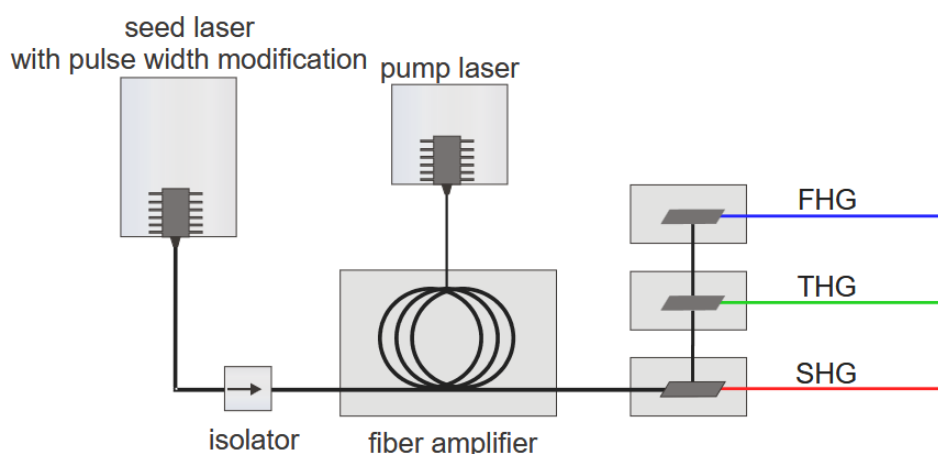 seed laser
with pulse width modification
pump laser
FHG
THG
SHG
isolator
fiber amplifier